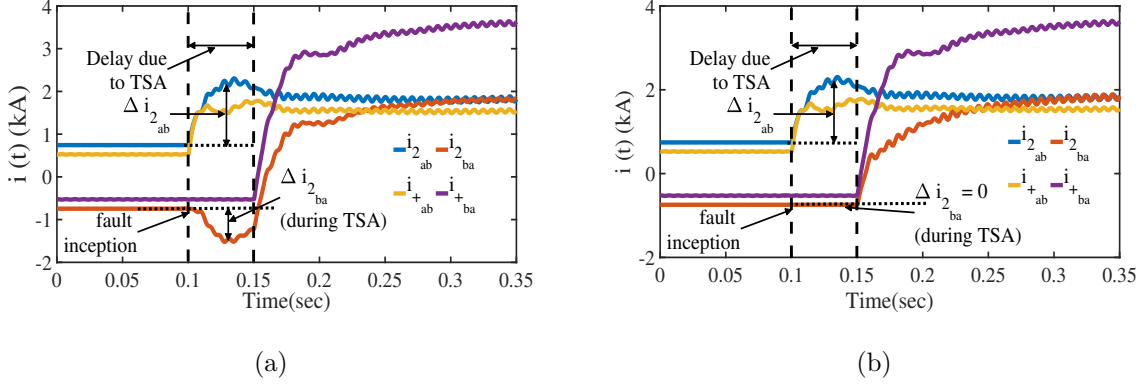 4
3
2
1
0
-1
-2
i (t) (kA)
Delay due
to TSA
Δ i2ab
i2ab i2ba
i+ab i+ba
Δ i2ba
(during TSA)
fault
inception
0 0.05 0.1 0.15 0.2 0.25 0.3 0.35
Time(sec)
(a)
4
2
0
-2
i (t) (kA)
Delay due
to TSA
Δ i2ab
i2ab i2ba
i+ab i+ba
Δ i2ba = 0
(during TSA)
fault
inception
0 0.05 0.1 0.15 0.2 0.25 0.3 0.35
Time(sec)
(b)